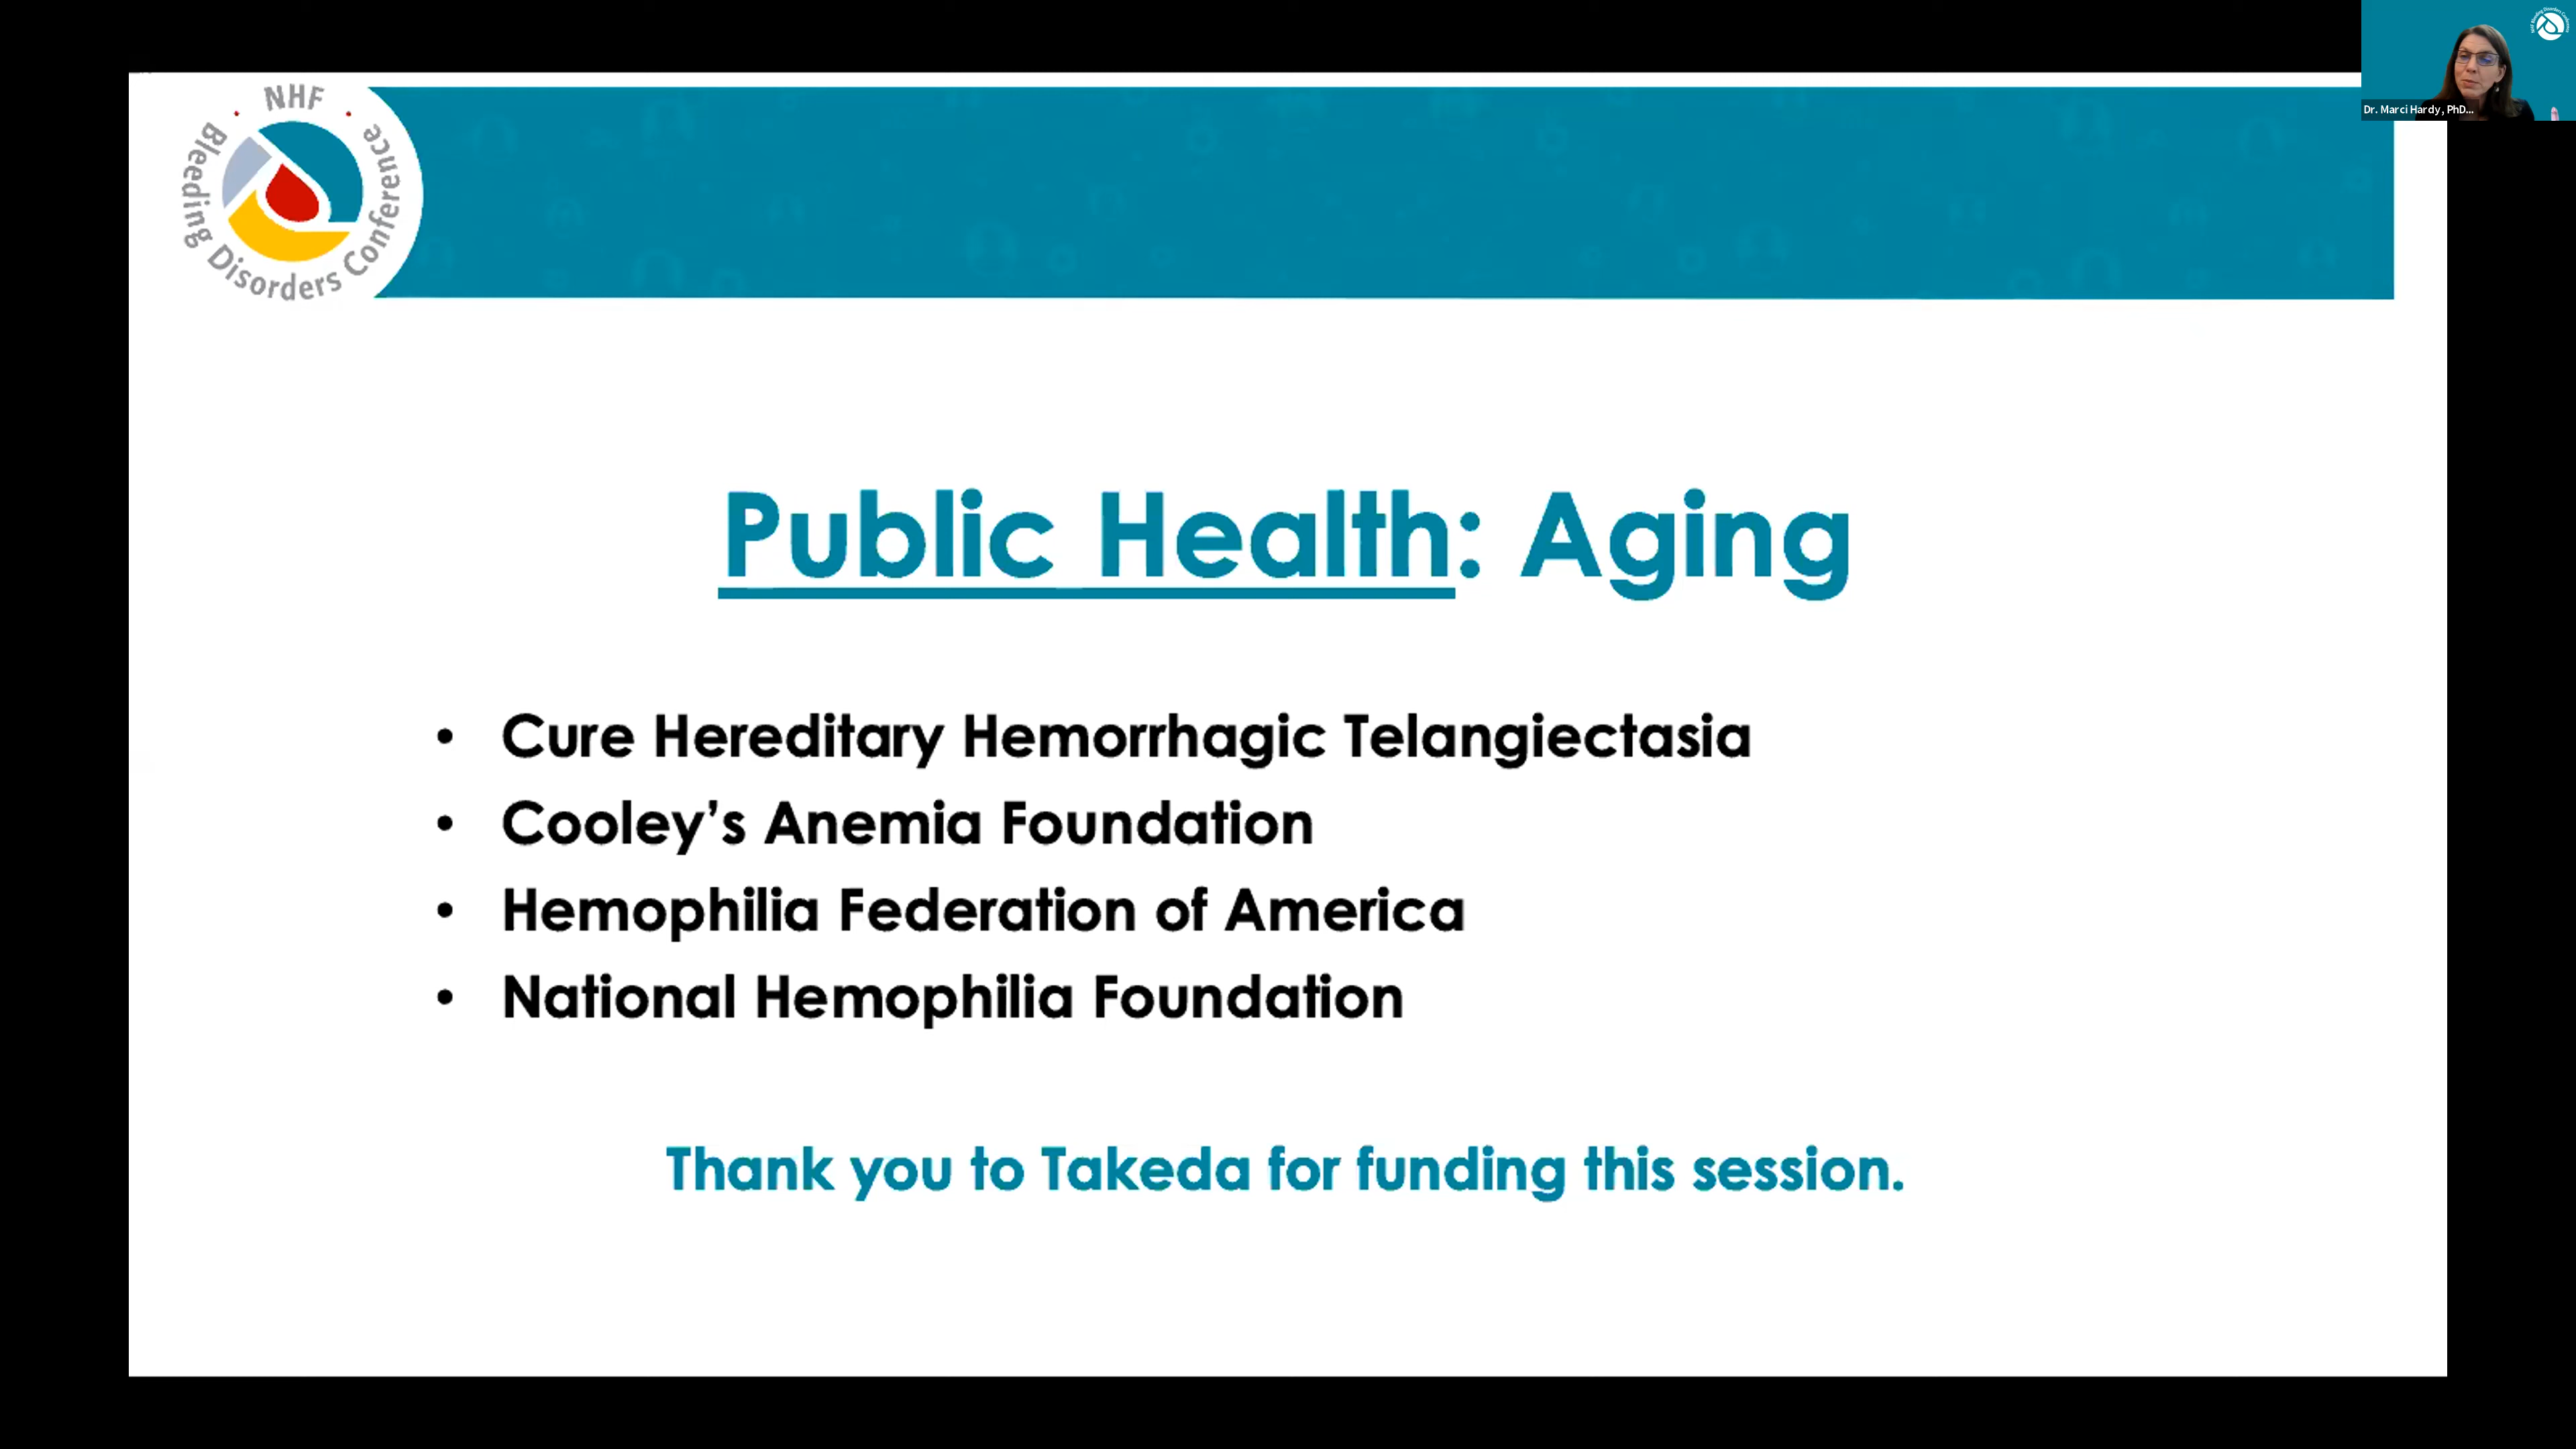 NHF
Bleeding Disorders Conference
Dr. Marci Hardy, PhD...
Public Health: Aging
• Cure Hereditary Hemorrhagic Telangiectasia
• Cooley’s Anemia Foundation
• Hemophilia Federation of America
• National Hemophilia Foundation
Thank you to Takeda for funding this session.